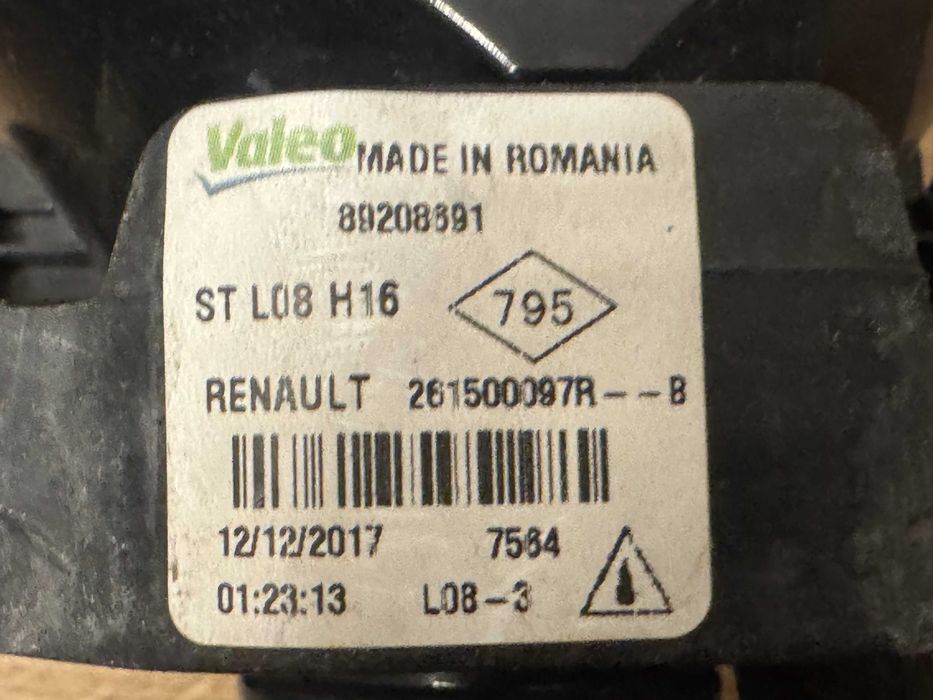 Valeo MADE IN ROMANIA
89208691
ST L08 H16
795
RENAULT 261500097R--B
12/12/2017 7564
01:23:13 L08-3